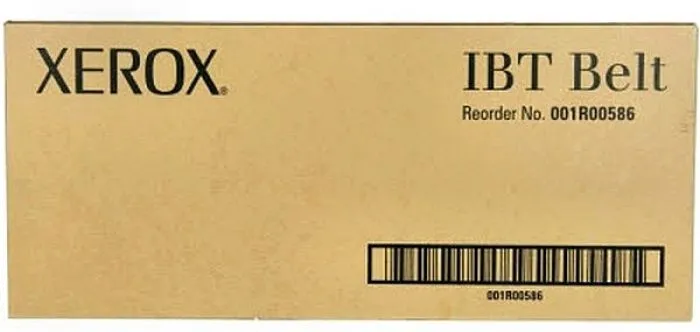 XEROX®
IBT Belt
Reorder No. 001R00586
001R00586